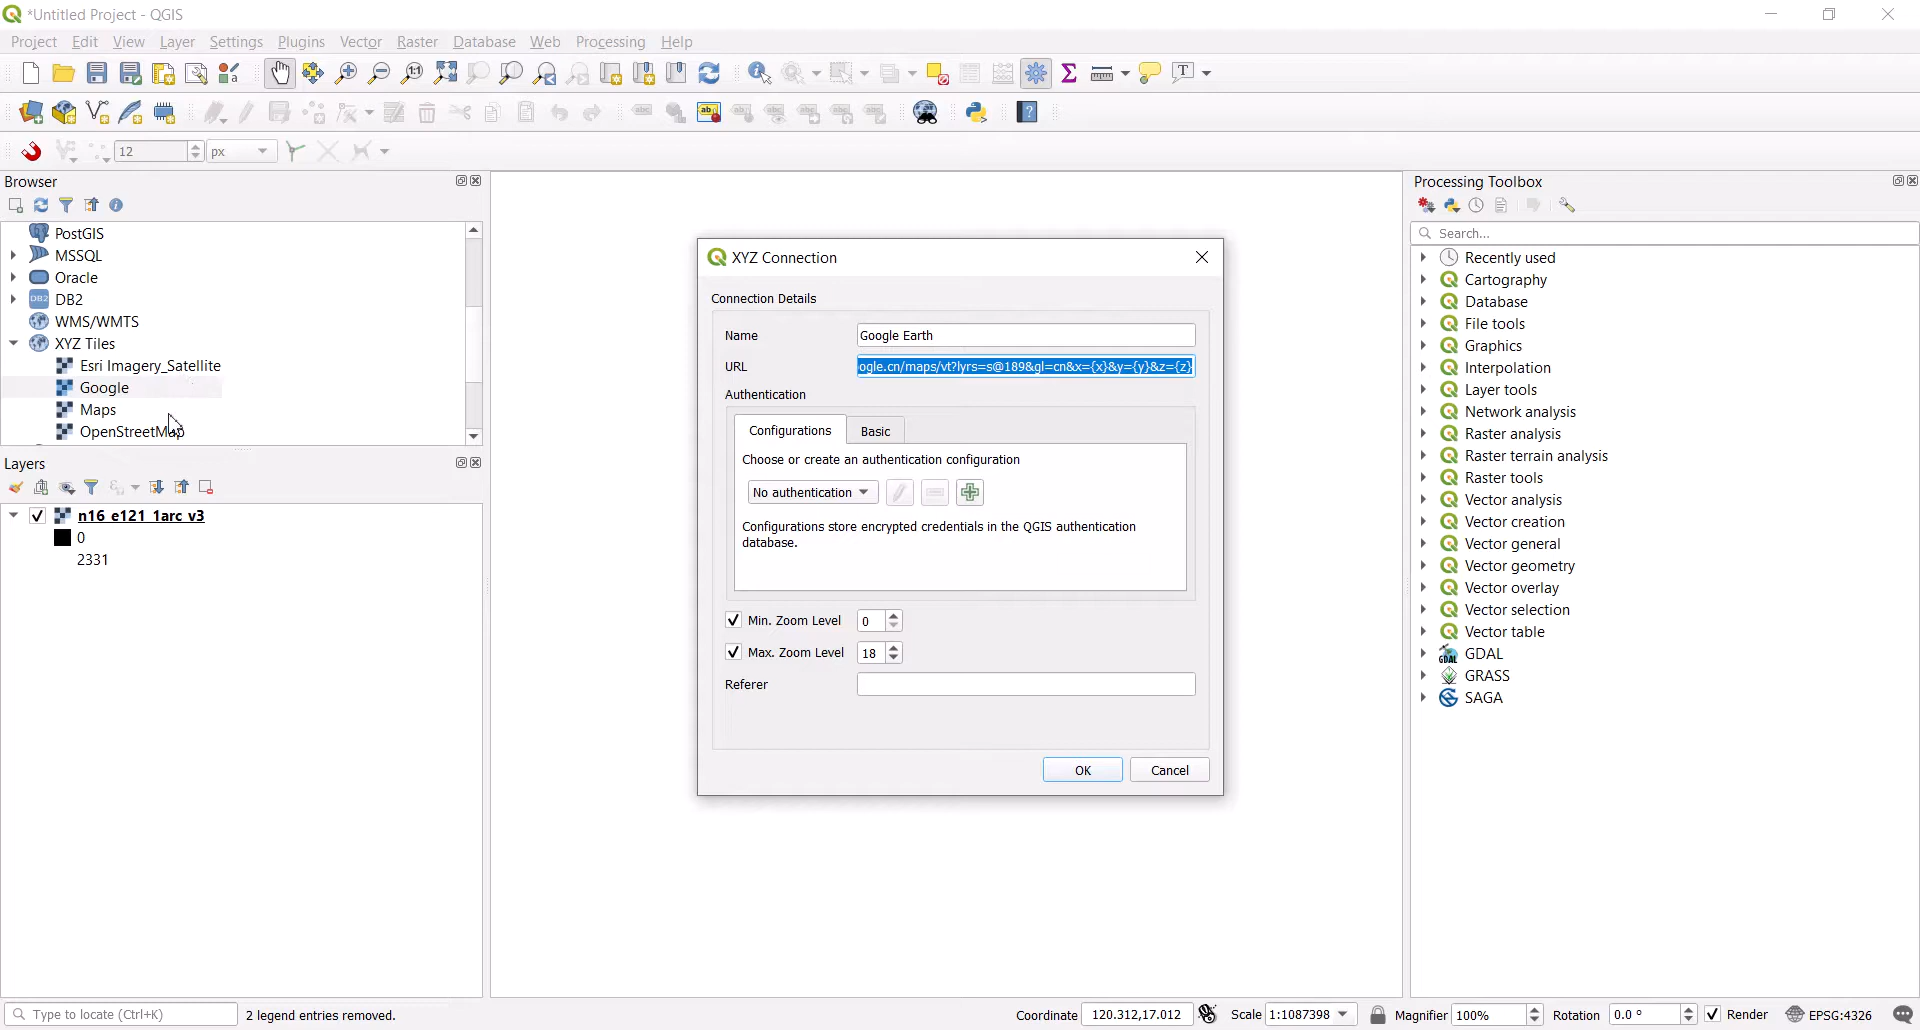 *Untitled Project - QGIS
Project Edit View Layer Settings Plugins Vector Raster Database Web Processing Help
12 px
Browser
PostGIS
MSSQL
Oracle
DB2
WMS/WMTS
XYZ Tiles
Esri Imagery_Satellite
Google
Maps
OpenStreetMap
Layers
n16_e121_1arc_v3
0
2331
XYZ Connection
Connection Details
Name Google Earth
URL ogle.cn/maps/vt?lyrs=s@189&gl=cn&x={x}&y={y}&z={z}
Authentication
Configurations Basic
Choose or create an authentication configuration
No authentication
Configurations store encrypted credentials in the QGIS authentication
database.
Min. Zoom Level 0
Max. Zoom Level 18
Referer
OK Cancel
Processing Toolbox
Search...
Recently used
Cartography
Database
File tools
Graphics
Interpolation
Layer tools
Network analysis
Raster analysis
Raster terrain analysis
Raster tools
Vector analysis
Vector creation
Vector general
Vector geometry
Vector overlay
Vector selection
Vector table
GDAL
GRASS
SAGA
Type to locate (Ctrl+K) 2 legend entries removed. Coordinate 120.312,17.012 Scale 1:1087398 Magnifier 100% Rotation 0.0 ° Render EPSG:4326